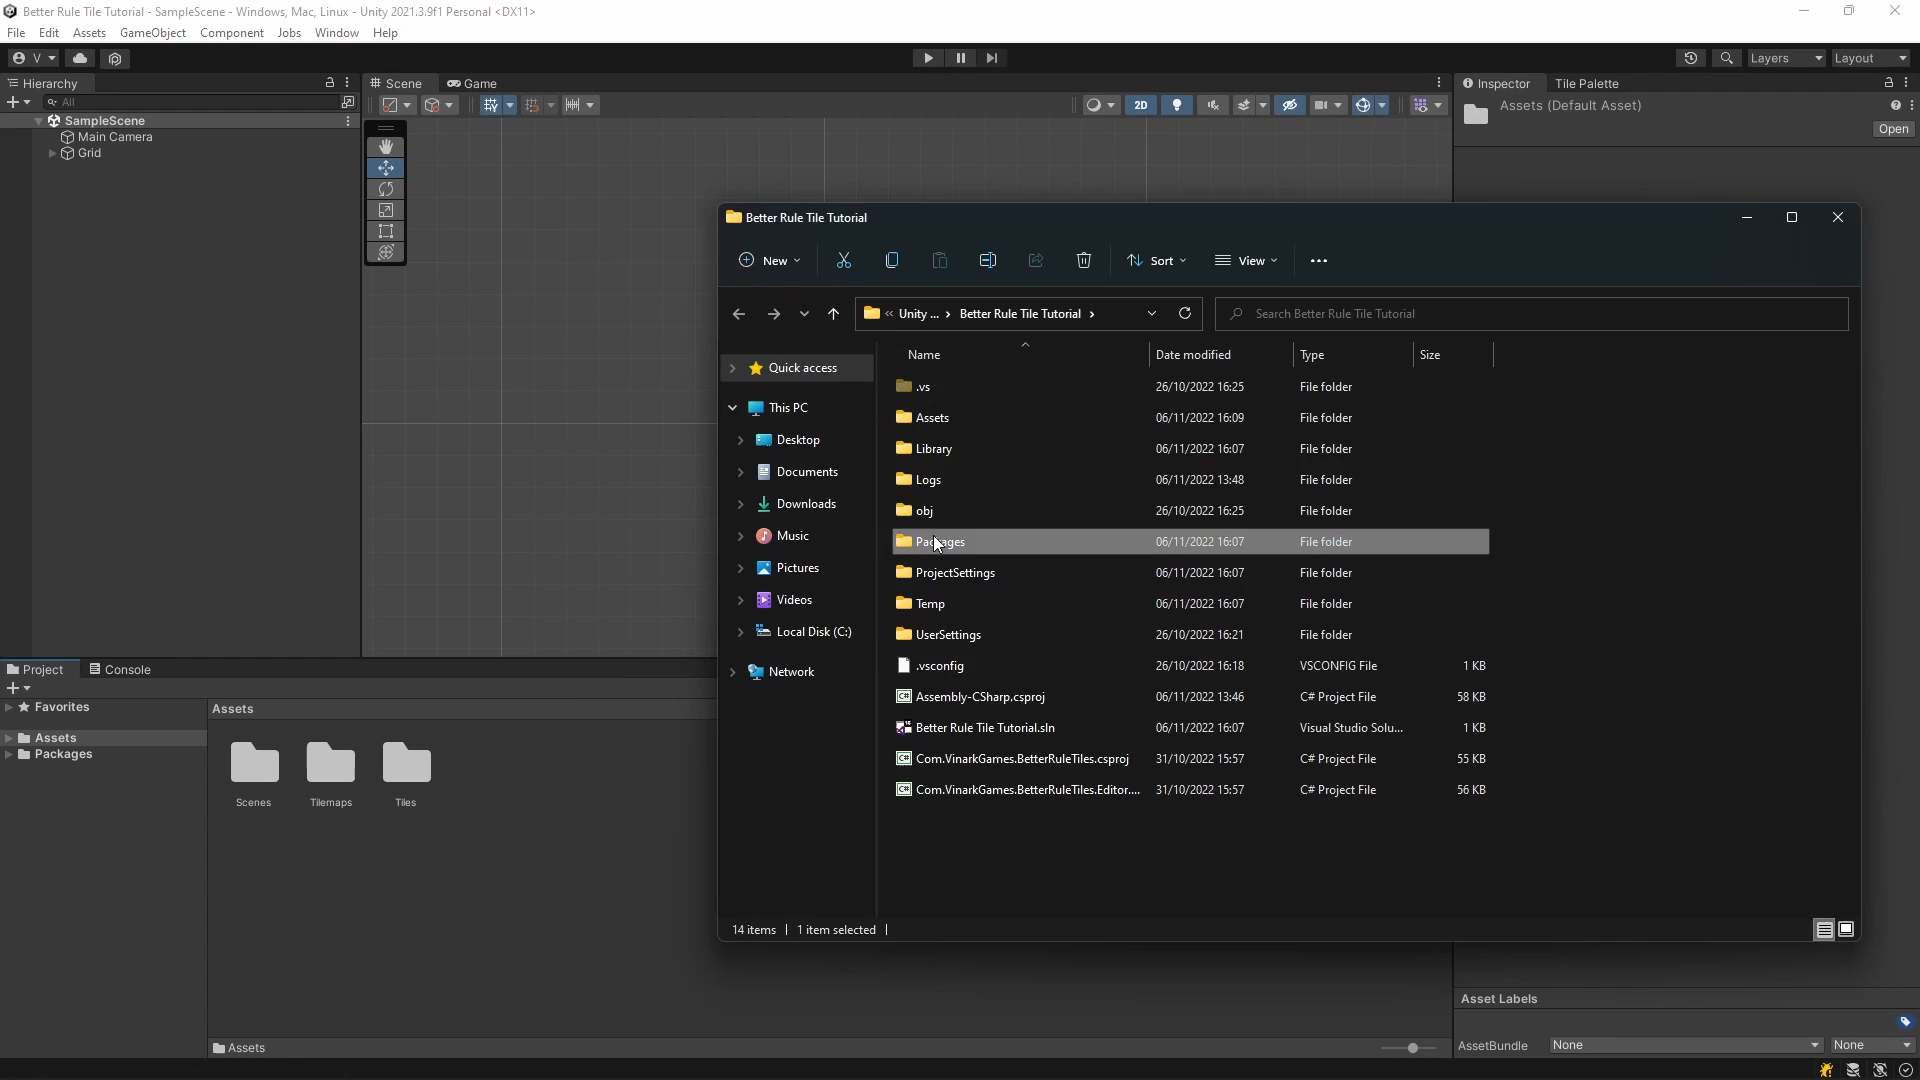 Better Rule Tile Tutorial - SampleScene - Windows, Mac, Linux - Unity 2021.3.9f1 Personal <DX11>
File Edit Assets GameObject Component Jobs Window Help
V Layers Layout
Hierarchy Scene Game Inspector Tile Palette
All 2D
Assets (Default Asset)
Open
SampleScene
Main Camera
Grid
Better Rule Tile Tutorial
New Sort View
« Unity ... › Better Rule Tile Tutorial › Search Better Rule Tile Tutorial
Name Date modified Type Size
Quick access
This PC
Desktop
Documents
Downloads
Music
Pictures
Videos
Local Disk (C:)
Network
.vs 26/10/2022 16:25 File folder
Assets 06/11/2022 16:09 File folder
Library 06/11/2022 16:07 File folder
Logs 06/11/2022 13:48 File folder
obj 26/10/2022 16:25 File folder
Packages 06/11/2022 16:07 File folder
ProjectSettings 06/11/2022 16:07 File folder
Temp 06/11/2022 16:07 File folder
UserSettings 26/10/2022 16:21 File folder
.vsconfig 26/10/2022 16:18 VSCONFIG File 1 KB
Assembly-CSharp.csproj 06/11/2022 13:46 C# Project File 58 KB
Better Rule Tile Tutorial.sln 06/11/2022 16:07 Visual Studio Solu... 1 KB
Com.VinarkGames.BetterRuleTiles.csproj 31/10/2022 15:57 C# Project File 55 KB
Com.VinarkGames.BetterRuleTiles.Editor.... 31/10/2022 15:57 C# Project File 56 KB
14 items 1 item selected
Project Console
Favorites
Assets
Packages
Assets
Scenes Tilemaps Tiles
Assets
Asset Labels
AssetBundle None None